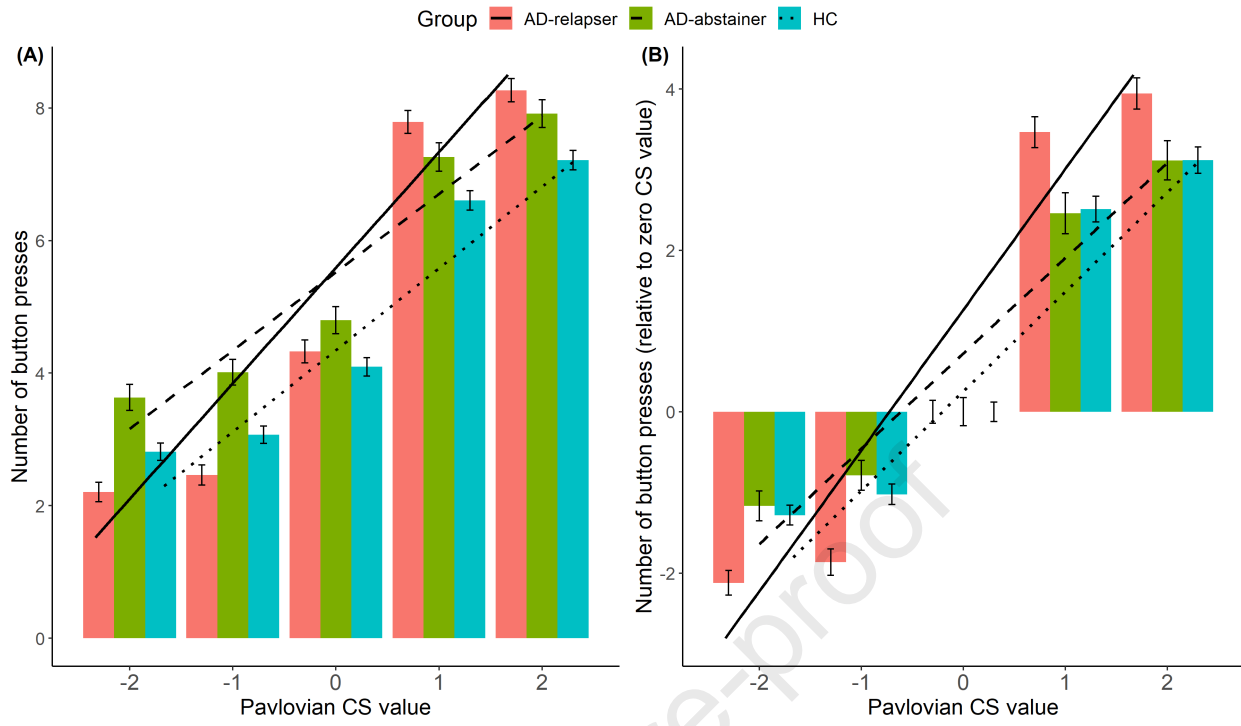 Group AD-relapser AD-abstainer HC
(A)
Number of button presses
8
6
4
2
0
-2 -1 0 1 2
Pavlovian CS value
(B)
Number of button presses (relative to zero CS value)
4
2
0
-2
-2 -1 0 1 2
Pavlovian CS value
re-proof